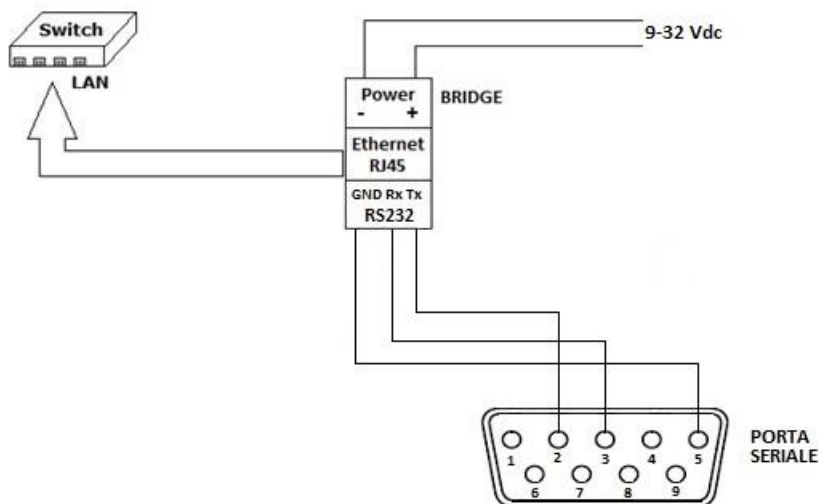 Switch
LAN
9-32 Vdc
Power
- +
BRIDGE
Ethernet
RJ45
GND Rx Tx
RS232
1 2 3 4 5
6 7 8 9
PORTA
SERIALE